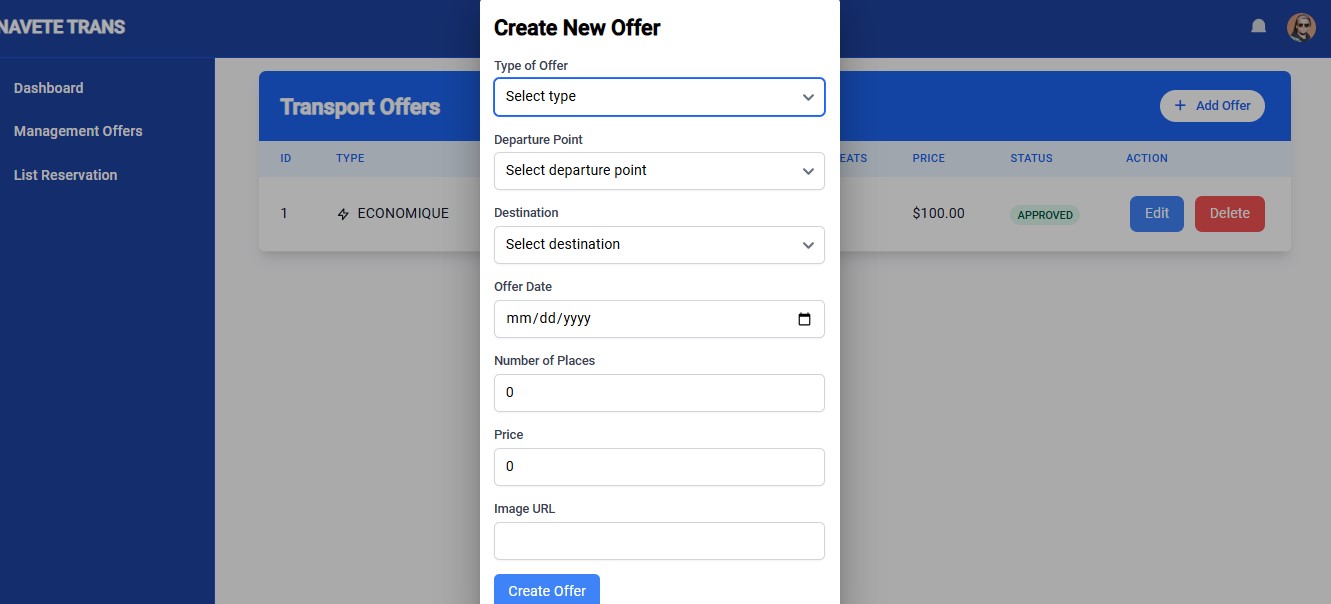 NAVETE TRANS
Dashboard
Management Offers
List Reservation
Transport Offers
Add Offer
ID TYPE EATS PRICE STATUS ACTION
1 ECONOMIQUE $100.00 APPROVED Edit Delete
Create New Offer
Type of Offer
Select type
Departure Point
Select departure point
Destination
Select destination
Offer Date
mm/dd/yyyy
Number of Places
0
Price
0
Image URL
Create Offer